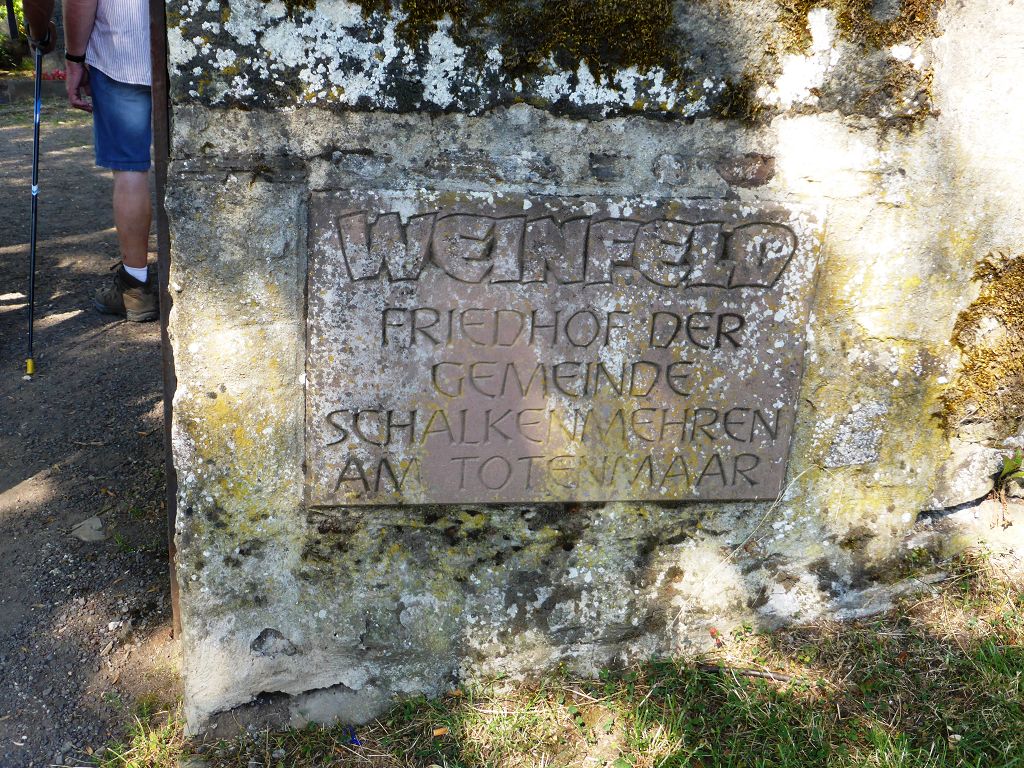 WEINFELD
FRIEDHOF DER
GEMEINDE
SCHALKENMEHREN
AM TOTENMAAR